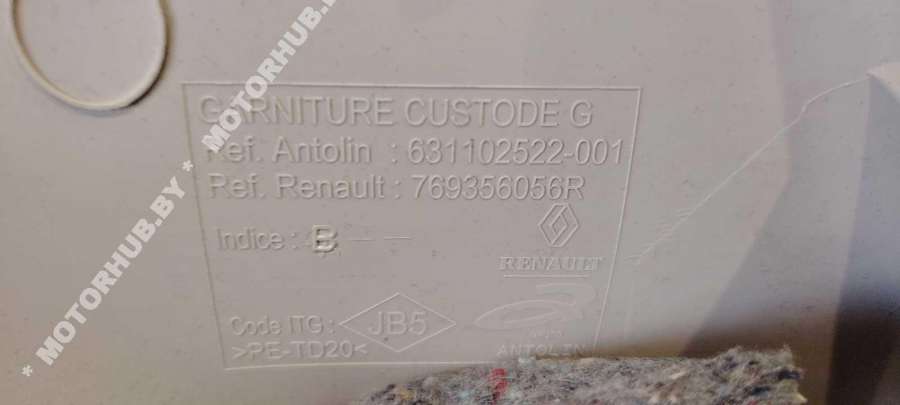 GARNITURE CUSTODE G
Ref. Antolin : 631102522-001
Ref. Renault : 769356056R
Indice : B – –
RENAULT
Code ITG : JB5
>PE-TD20<
ANTOLIN
* MOTORHUB.BY * MOTORHUB.BY *